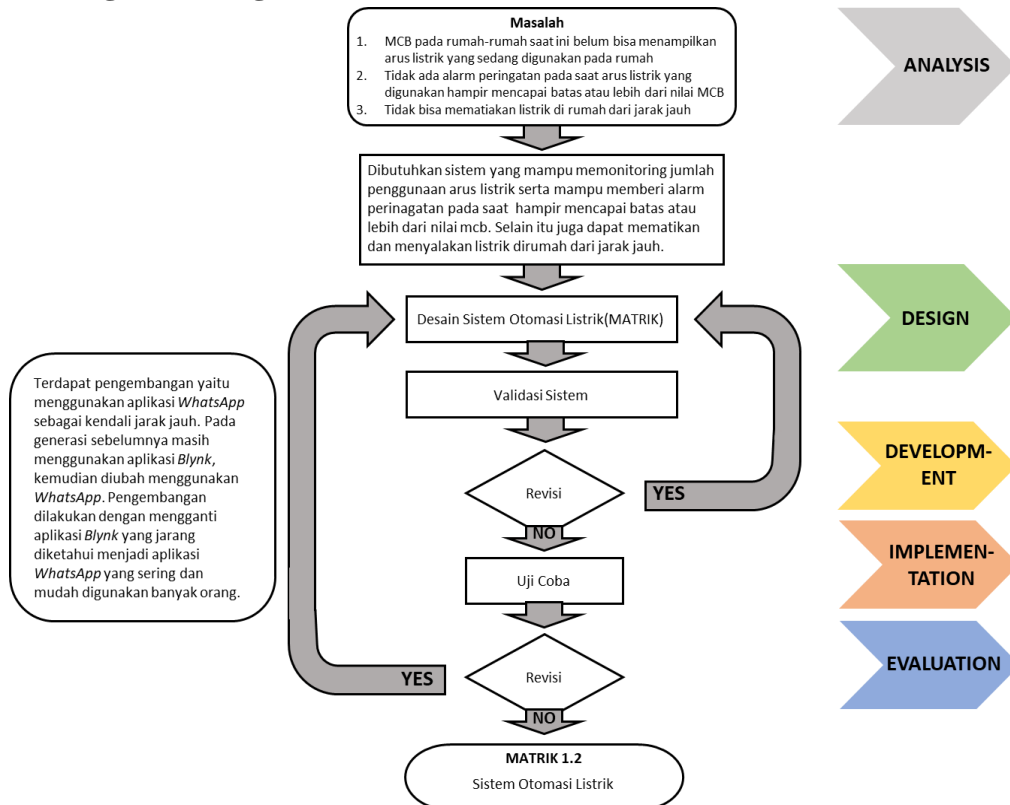 Masalah
1. MCB pada rumah-rumah saat ini belum bisa menampilkan
arus listrik yang sedang digunakan pada rumah
2. Tidak ada alarm peringatan pada saat arus listrik yang
digunakan hampir mencapai batas atau lebih dari nilai MCB
3. Tidak bisa mematiakan listrik di rumah dari jarak jauh
ANALYSIS
Dibutuhkan sistem yang mampu memonitoring jumlah
penggunaan arus listrik serta mampu memberi alarm
perinagatan pada saat hampir mencapai batas atau
lebih dari nilai mcb. Selain itu juga dapat mematikan
dan menyalakan listrik dirumah dari jarak jauh.
Desain Sistem Otomasi Listrik(MATRIK)
DESIGN
Validasi Sistem
Terdapat pengembangan yaitu
menggunakan aplikasi WhatsApp
sebagai kendali jarak jauh. Pada
generasi sebelumnya masih
menggunakan aplikasi Blynk,
kemudian diubah menggunakan
WhatsApp. Pengembangan
dilakukan dengan mengganti
aplikasi Blynk yang jarang
diketahui menjadi aplikasi
WhatsApp yang sering dan
mudah digunakan banyak orang.
Revisi
YES
DEVELOPM-
ENT
NO
Uji Coba
IMPLEMEN-
TATION
YES
Revisi
EVALUATION
NO
MATRIK 1.2
Sistem Otomasi Listrik